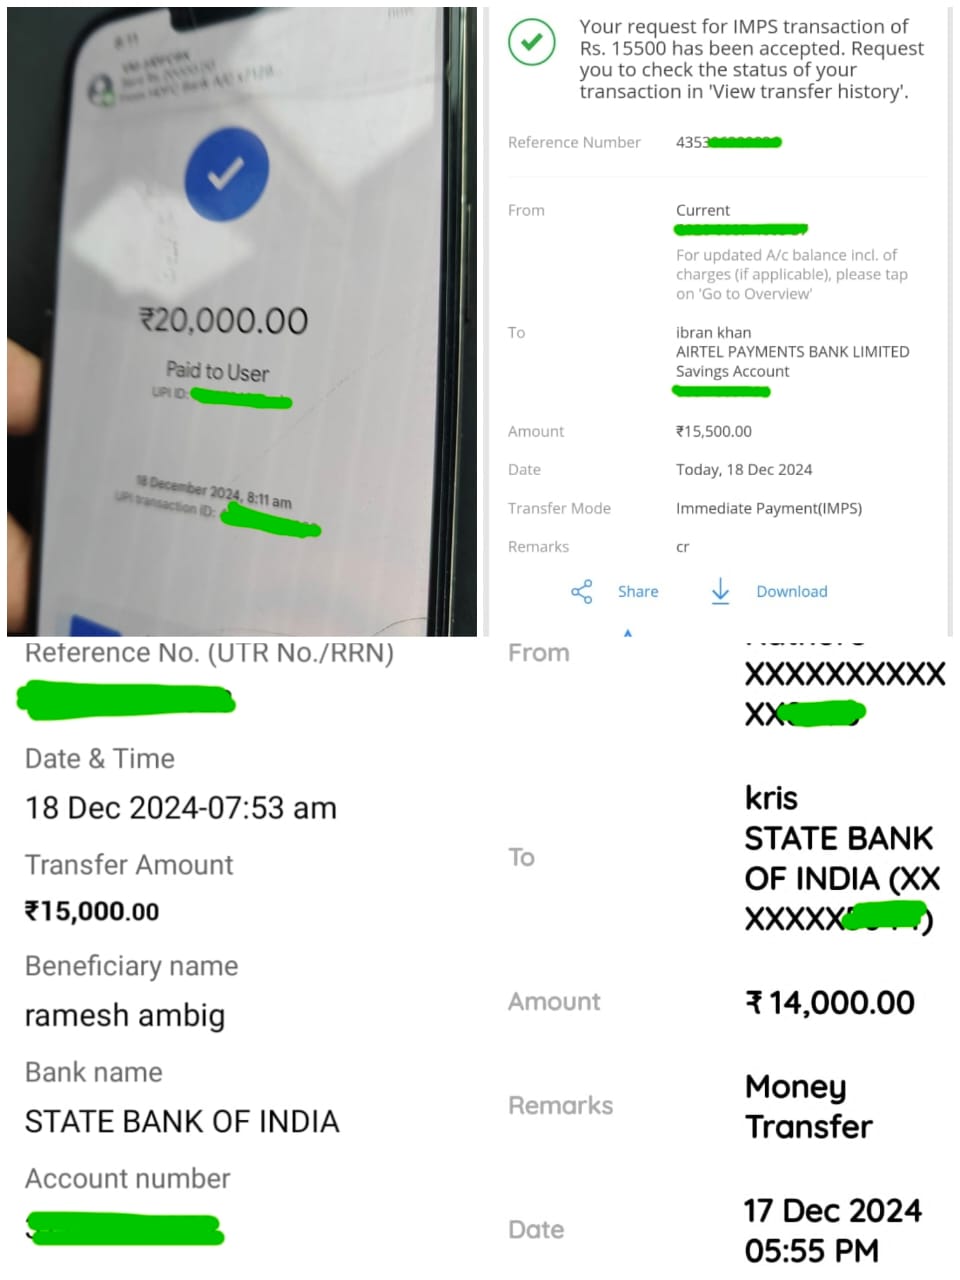 8:11
₹20,000.00
Paid to User
UPI ID:
18 December 2024, 8:11 am
UPI transaction ID:
Your request for IMPS transaction of
Rs. 15500 has been accepted. Request
you to check the status of your
transaction in 'View transfer history'.
Reference Number 4353
From Current
For updated A/c balance incl. of
charges (if applicable), please tap
on 'Go to Overview'
To ibran khan
AIRTEL PAYMENTS BANK LIMITED
Savings Account
Amount ₹15,500.00
Date Today, 18 Dec 2024
Transfer Mode Immediate Payment(IMPS)
Remarks cr
Share Download
Reference No. (UTR No./RRN)
Date & Time
18 Dec 2024-07:53 am
Transfer Amount
₹15,000.00
Beneficiary name
ramesh ambig
Bank name
STATE BANK OF INDIA
Account number
From
XXXXXXXXXX
XX
To
kris
STATE BANK
OF INDIA (XX
XXXXX )
Amount ₹ 14,000.00
Remarks Money
Transfer
Date 17 Dec 2024
05:55 PM